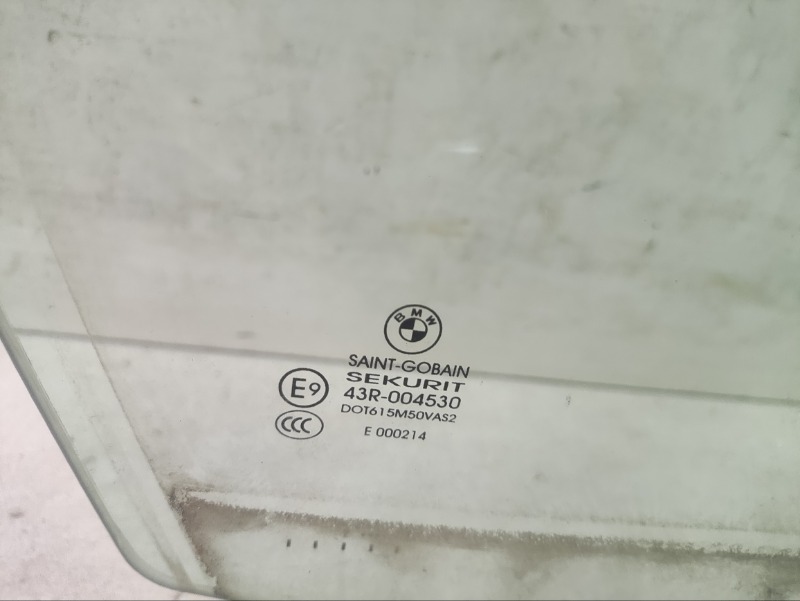 BMW
SAINT-GOBAIN
SEKURIT
E9
43R-004530
DOT615M50VAS2
CCC
E 000214